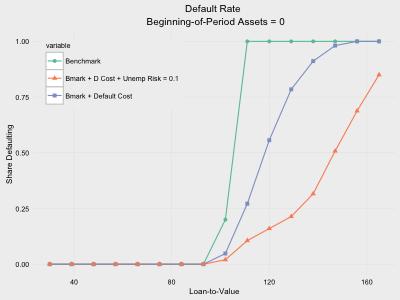 Default Rate
Beginning-of-Period Assets = 0
1.00
0.75
0.50
0.25
0.00
Share Defaulting
variable
Benchmark
Bmark + D Cost + Unemp Risk = 0.1
Bmark + Default Cost
40
80
120
160
Loan-to-Value